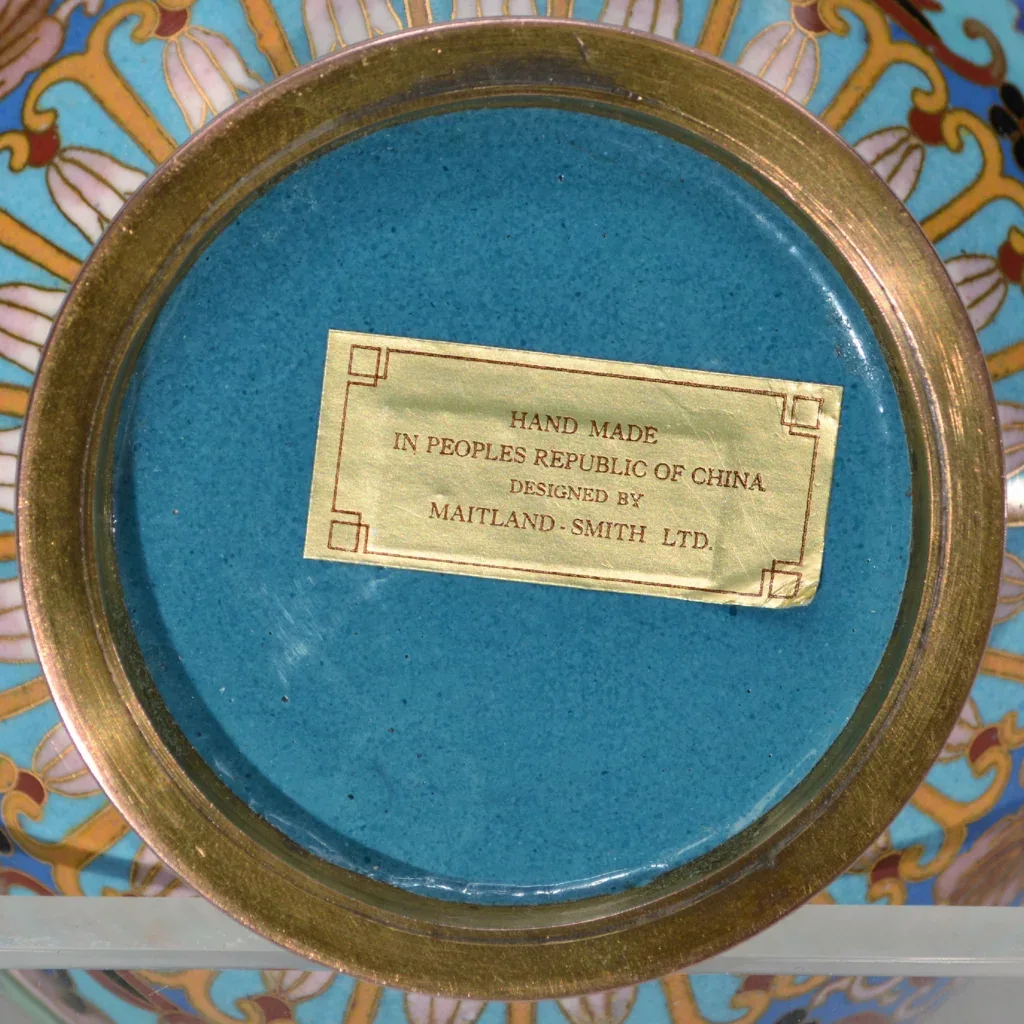 HAND MADE
IN PEOPLES REPUBLIC OF CHINA
DESIGNED BY
MAITLAND-SMITH LTD.